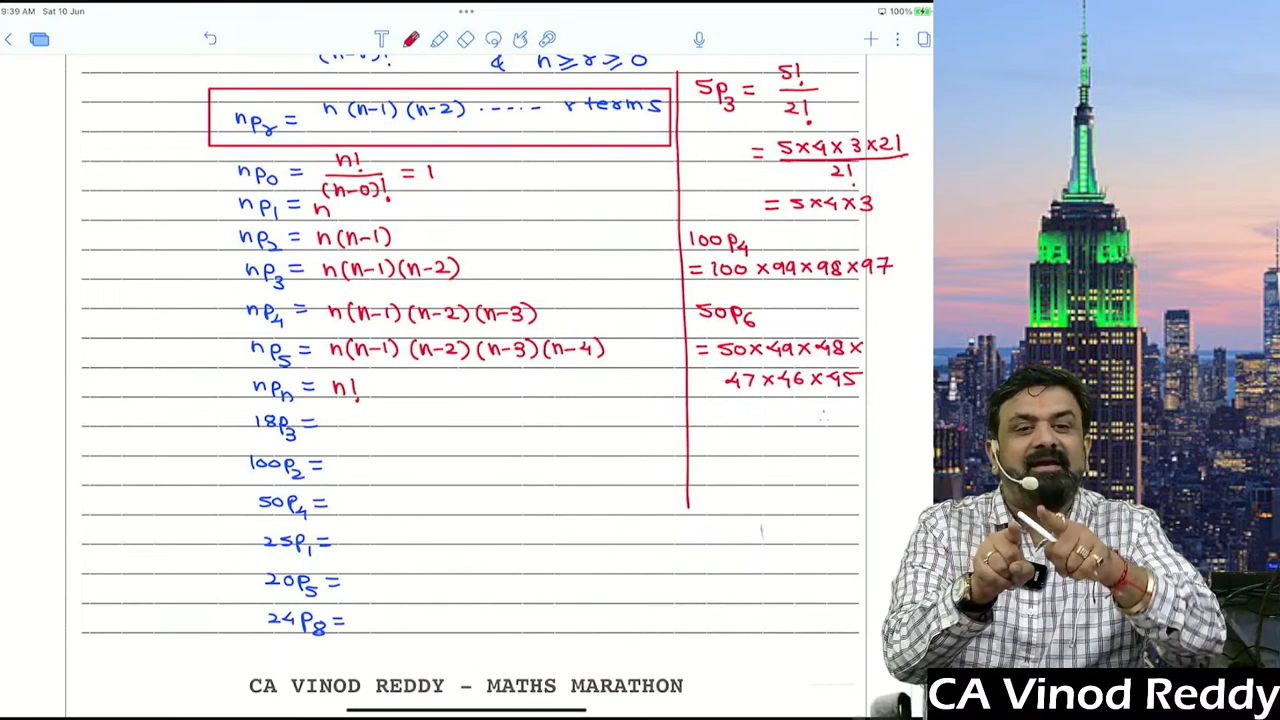 9:39 AM Sat 10 Jun
100%
T
(n-0)! & n ≥ r ≥ 0
nPr = n(n-1)(n-2) ...... r terms
nP0 = n!/(n-0)! = 1
nP1 = n
nP2 = n(n-1)
nP3 = n(n-1)(n-2)
nP4 = n(n-1)(n-2)(n-3)
nP5 = n(n-1)(n-2)(n-3)(n-4)
nPn = n!
18P3 =
100P2 =
50P4 =
25P1 =
20P5 =
24P8 =
5P3 = 5!/2!
= 5×4×3×2!/2!
= 5×4×3
100P4
= 100×99×98×97
50P6
= 50×49×48×
47×46×45
CA VINOD REDDY - MATHS MARATHON
CA Vinod Reddy